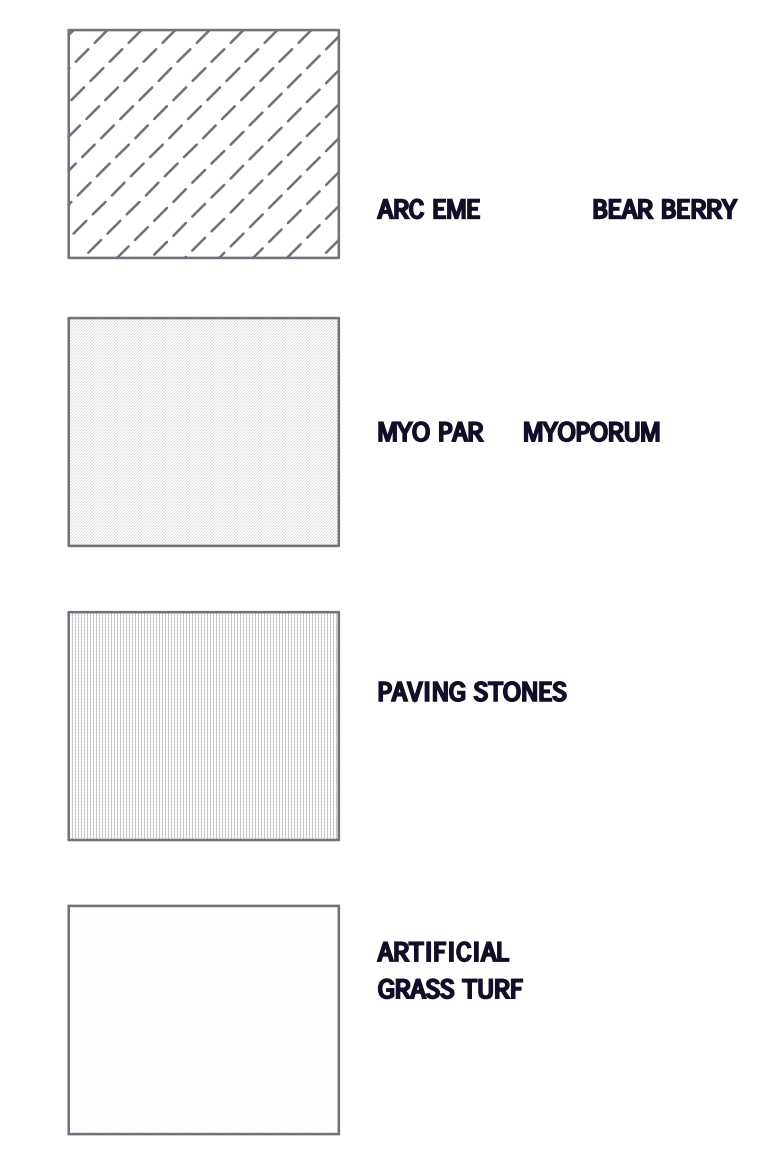 ARC EME BEAR BERRY
MYO PAR MYOPORUM
PAVING STONES
ARTIFICIAL
GRASS TURF